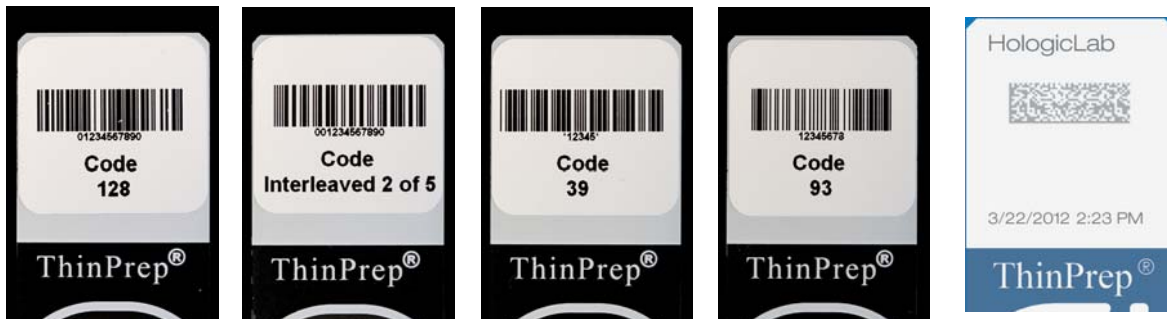 01234567890
Code
128
ThinPrep®
001234567890
Code
Interleaved 2 of 5
ThinPrep®
*12345*
Code
39
ThinPrep®
12345678
Code
93
ThinPrep®
HologicLab
3/22/2012 2:23 PM
ThinPrep®